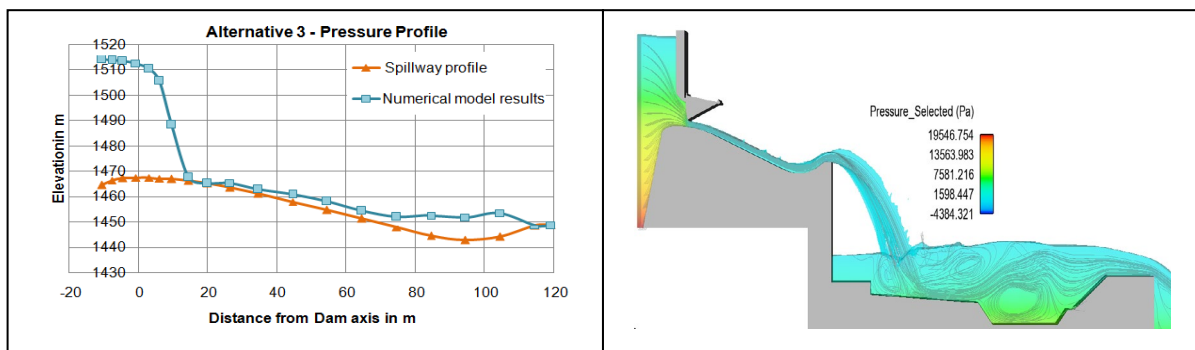 Alternative 3 - Pressure Profile
1520
1510
1500
1490
1480
1470
1460
1450
1440
1430
Elevationin m
Spillway profile
Numerical model results
-20 0 20 40 60 80 100 120
Distance from Dam axis in m
Pressure_Selected (Pa)
19546.754
13563.983
7581.216
1598.447
-4384.321